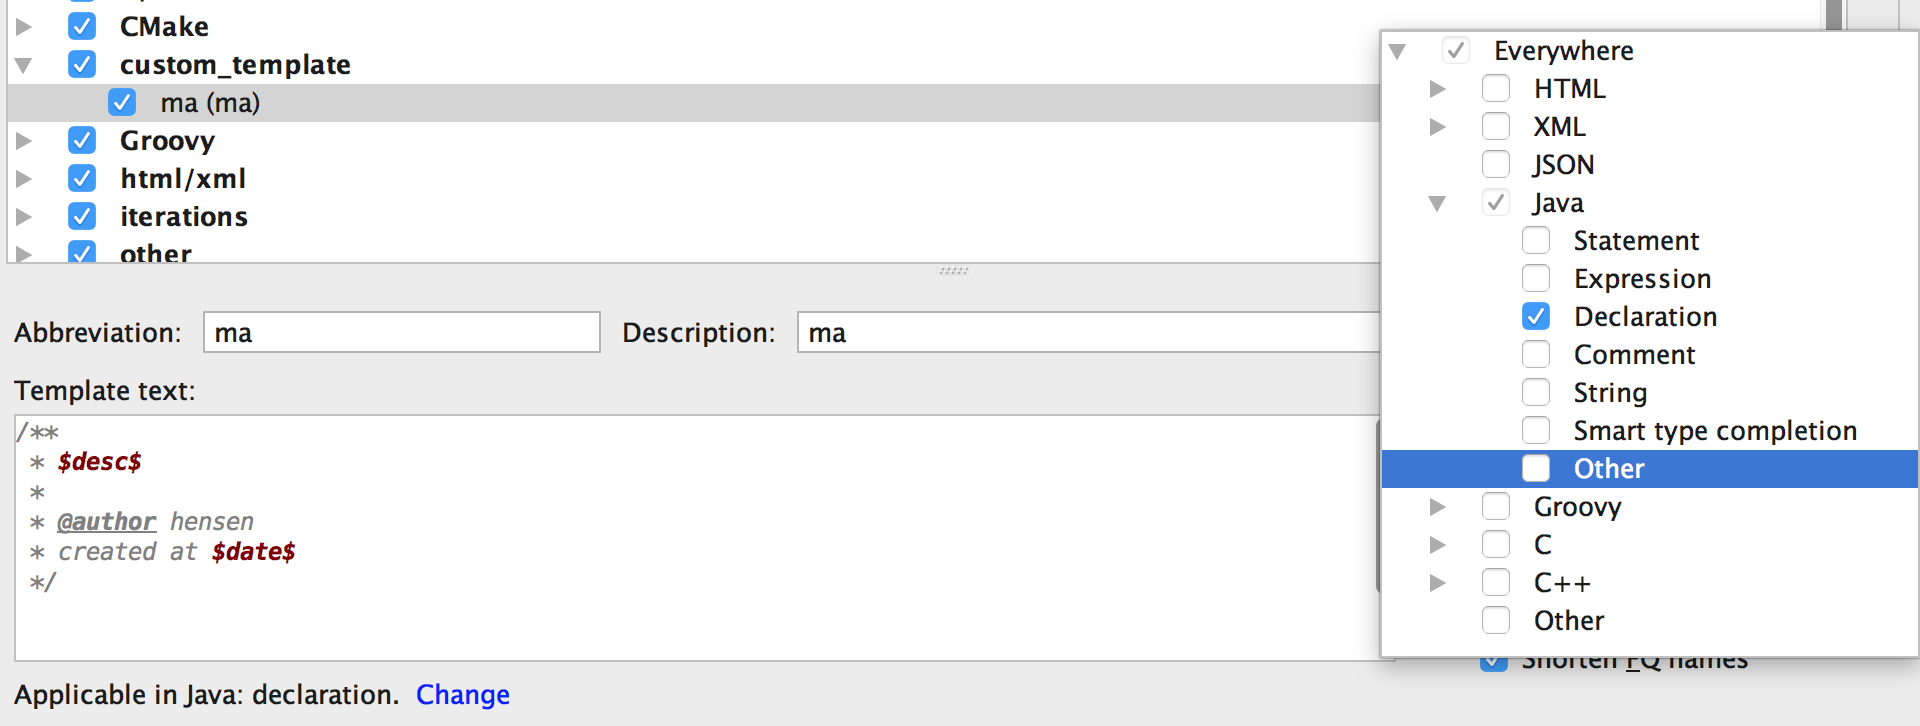 CMake
custom_template
ma (ma)
Groovy
html/xml
iterations
other
Abbreviation: ma Description: ma
Template text:
/**
* $desc$
*
* @author hensen
* created at $date$
*/
Applicable in Java: declaration. Change
Everywhere
HTML
XML
JSON
Java
Statement
Expression
Declaration
Comment
String
Smart type completion
Other
Groovy
C
C++
Other
Shorten FQ names